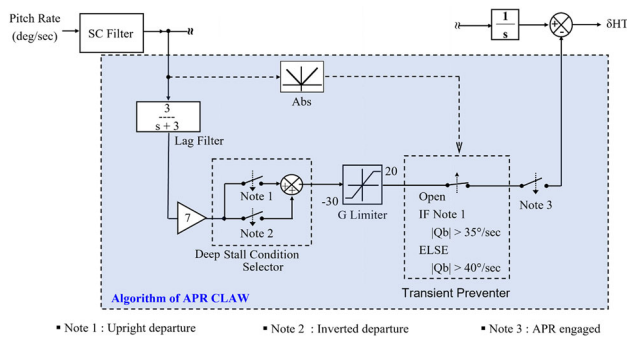 Pitch Rate
(deg/sec)
SC Filter
1
s
+
-
δHT
Abs
3
----
s + 3
Lag Filter
7
Note 1
Note 2
+
+
Deep Stall Condition
Selector
20
-30
G Limiter
Open
IF Note 1
|Qb| > 35°/sec
ELSE
|Qb| > 40°/sec
Transient Preventer
Note 3
Algorithm of APR CLAW
▪ Note 1 : Upright departure
▪ Note 2 : Inverted departure
▪ Note 3 : APR engaged